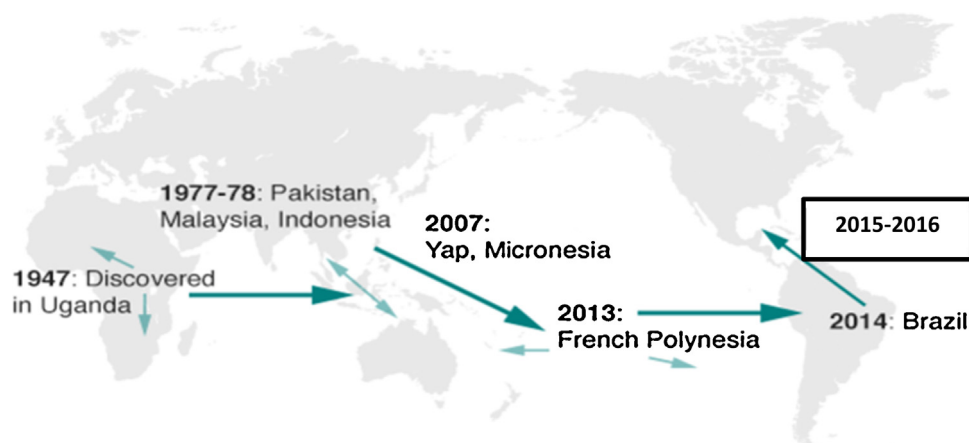 1977-78: Pakistan,
Malaysia, Indonesia
2007:
Yap, Micronesia
2015-2016
1947: Discovered
in Uganda
2013:
French Polynesia
2014: Brazil